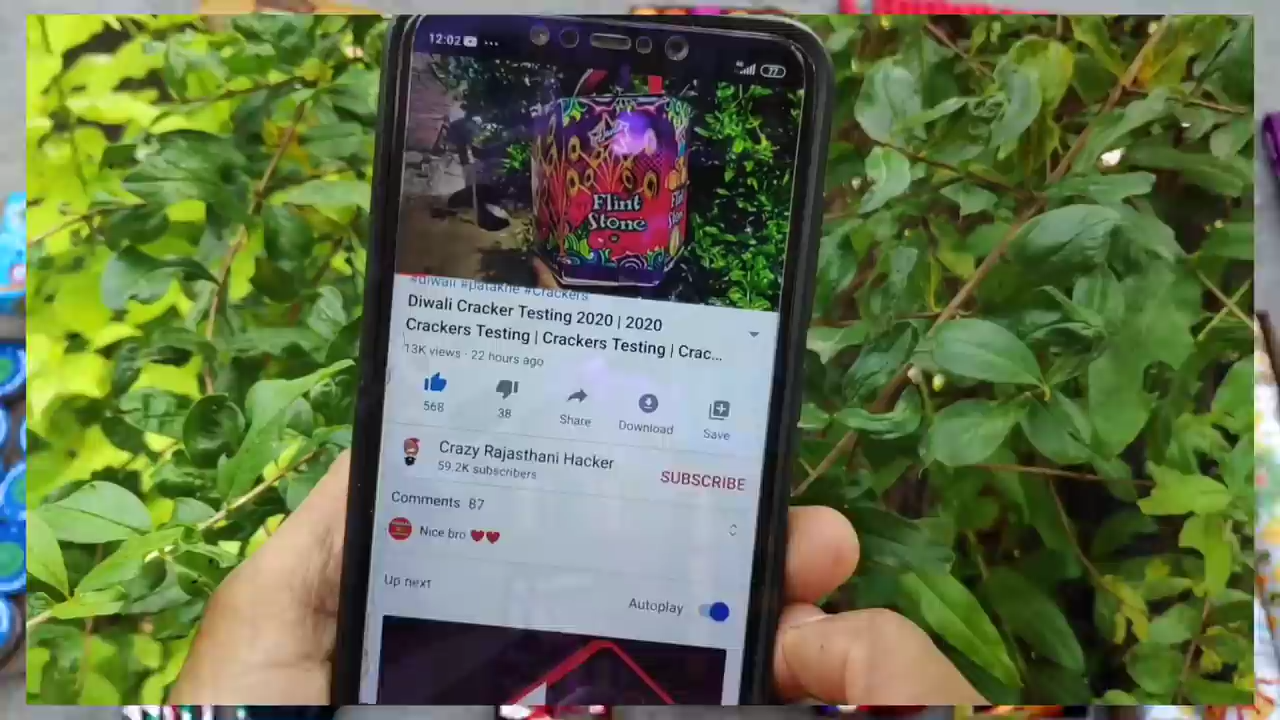 12:02
77
Flint
Stone
#diwali #patakhe #Crackers
Diwali Cracker Testing 2020 | 2020
Crackers Testing | Crackers Testing | Crac...
13K views · 22 hours ago
568
38
Share
Download
Save
Crazy Rajasthani Hacker
59.2K subscribers
SUBSCRIBE
Comments 87
Nice bro ❤❤
Up next
Autoplay